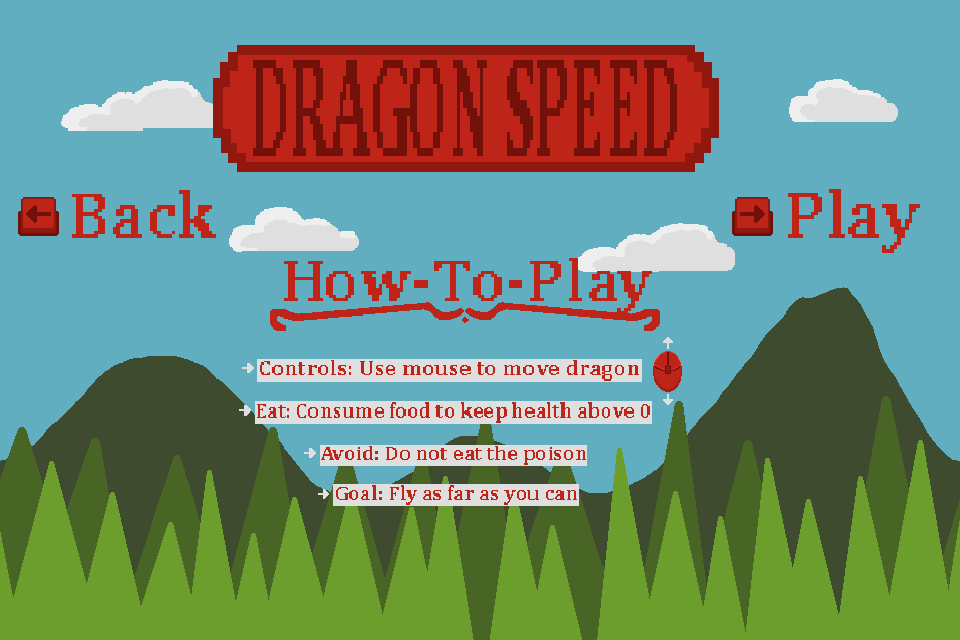 DRAGON SPEED
Back
Play
How-To-Play
Controls: Use mouse to move dragon
Eat: Consume food to keep health above 0
Avoid: Do not eat the poison
Goal: Fly as far as you can